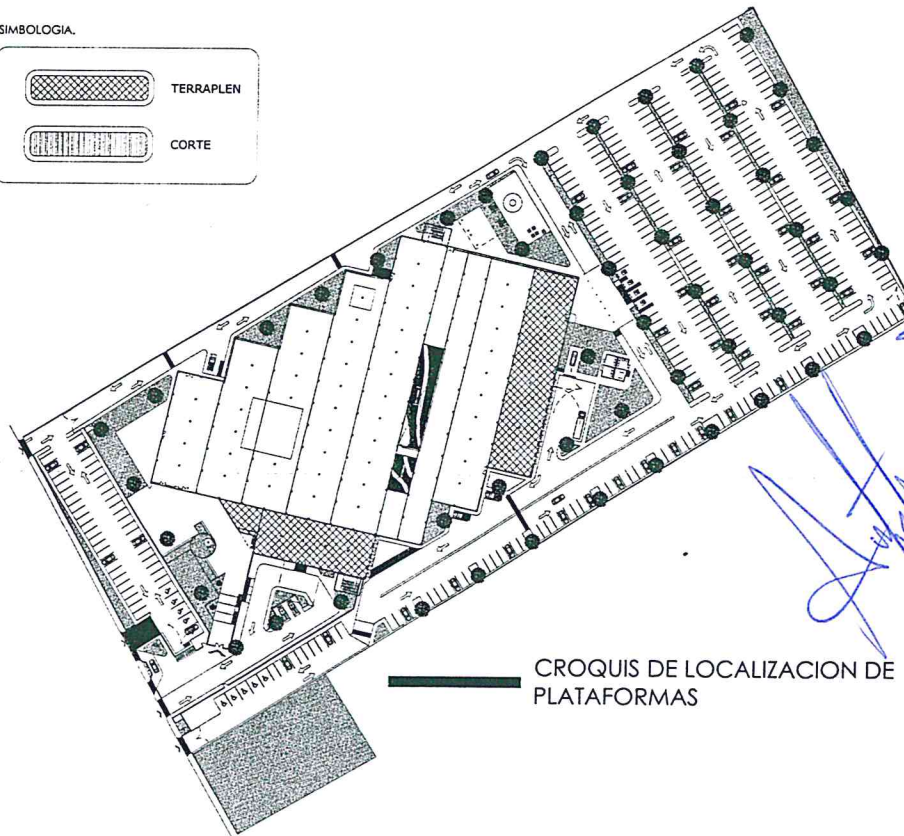 SIMBOLOGIA.
TERRAPLEN
CORTE
CROQUIS DE LOCALIZACION DE
PLATAFORMAS